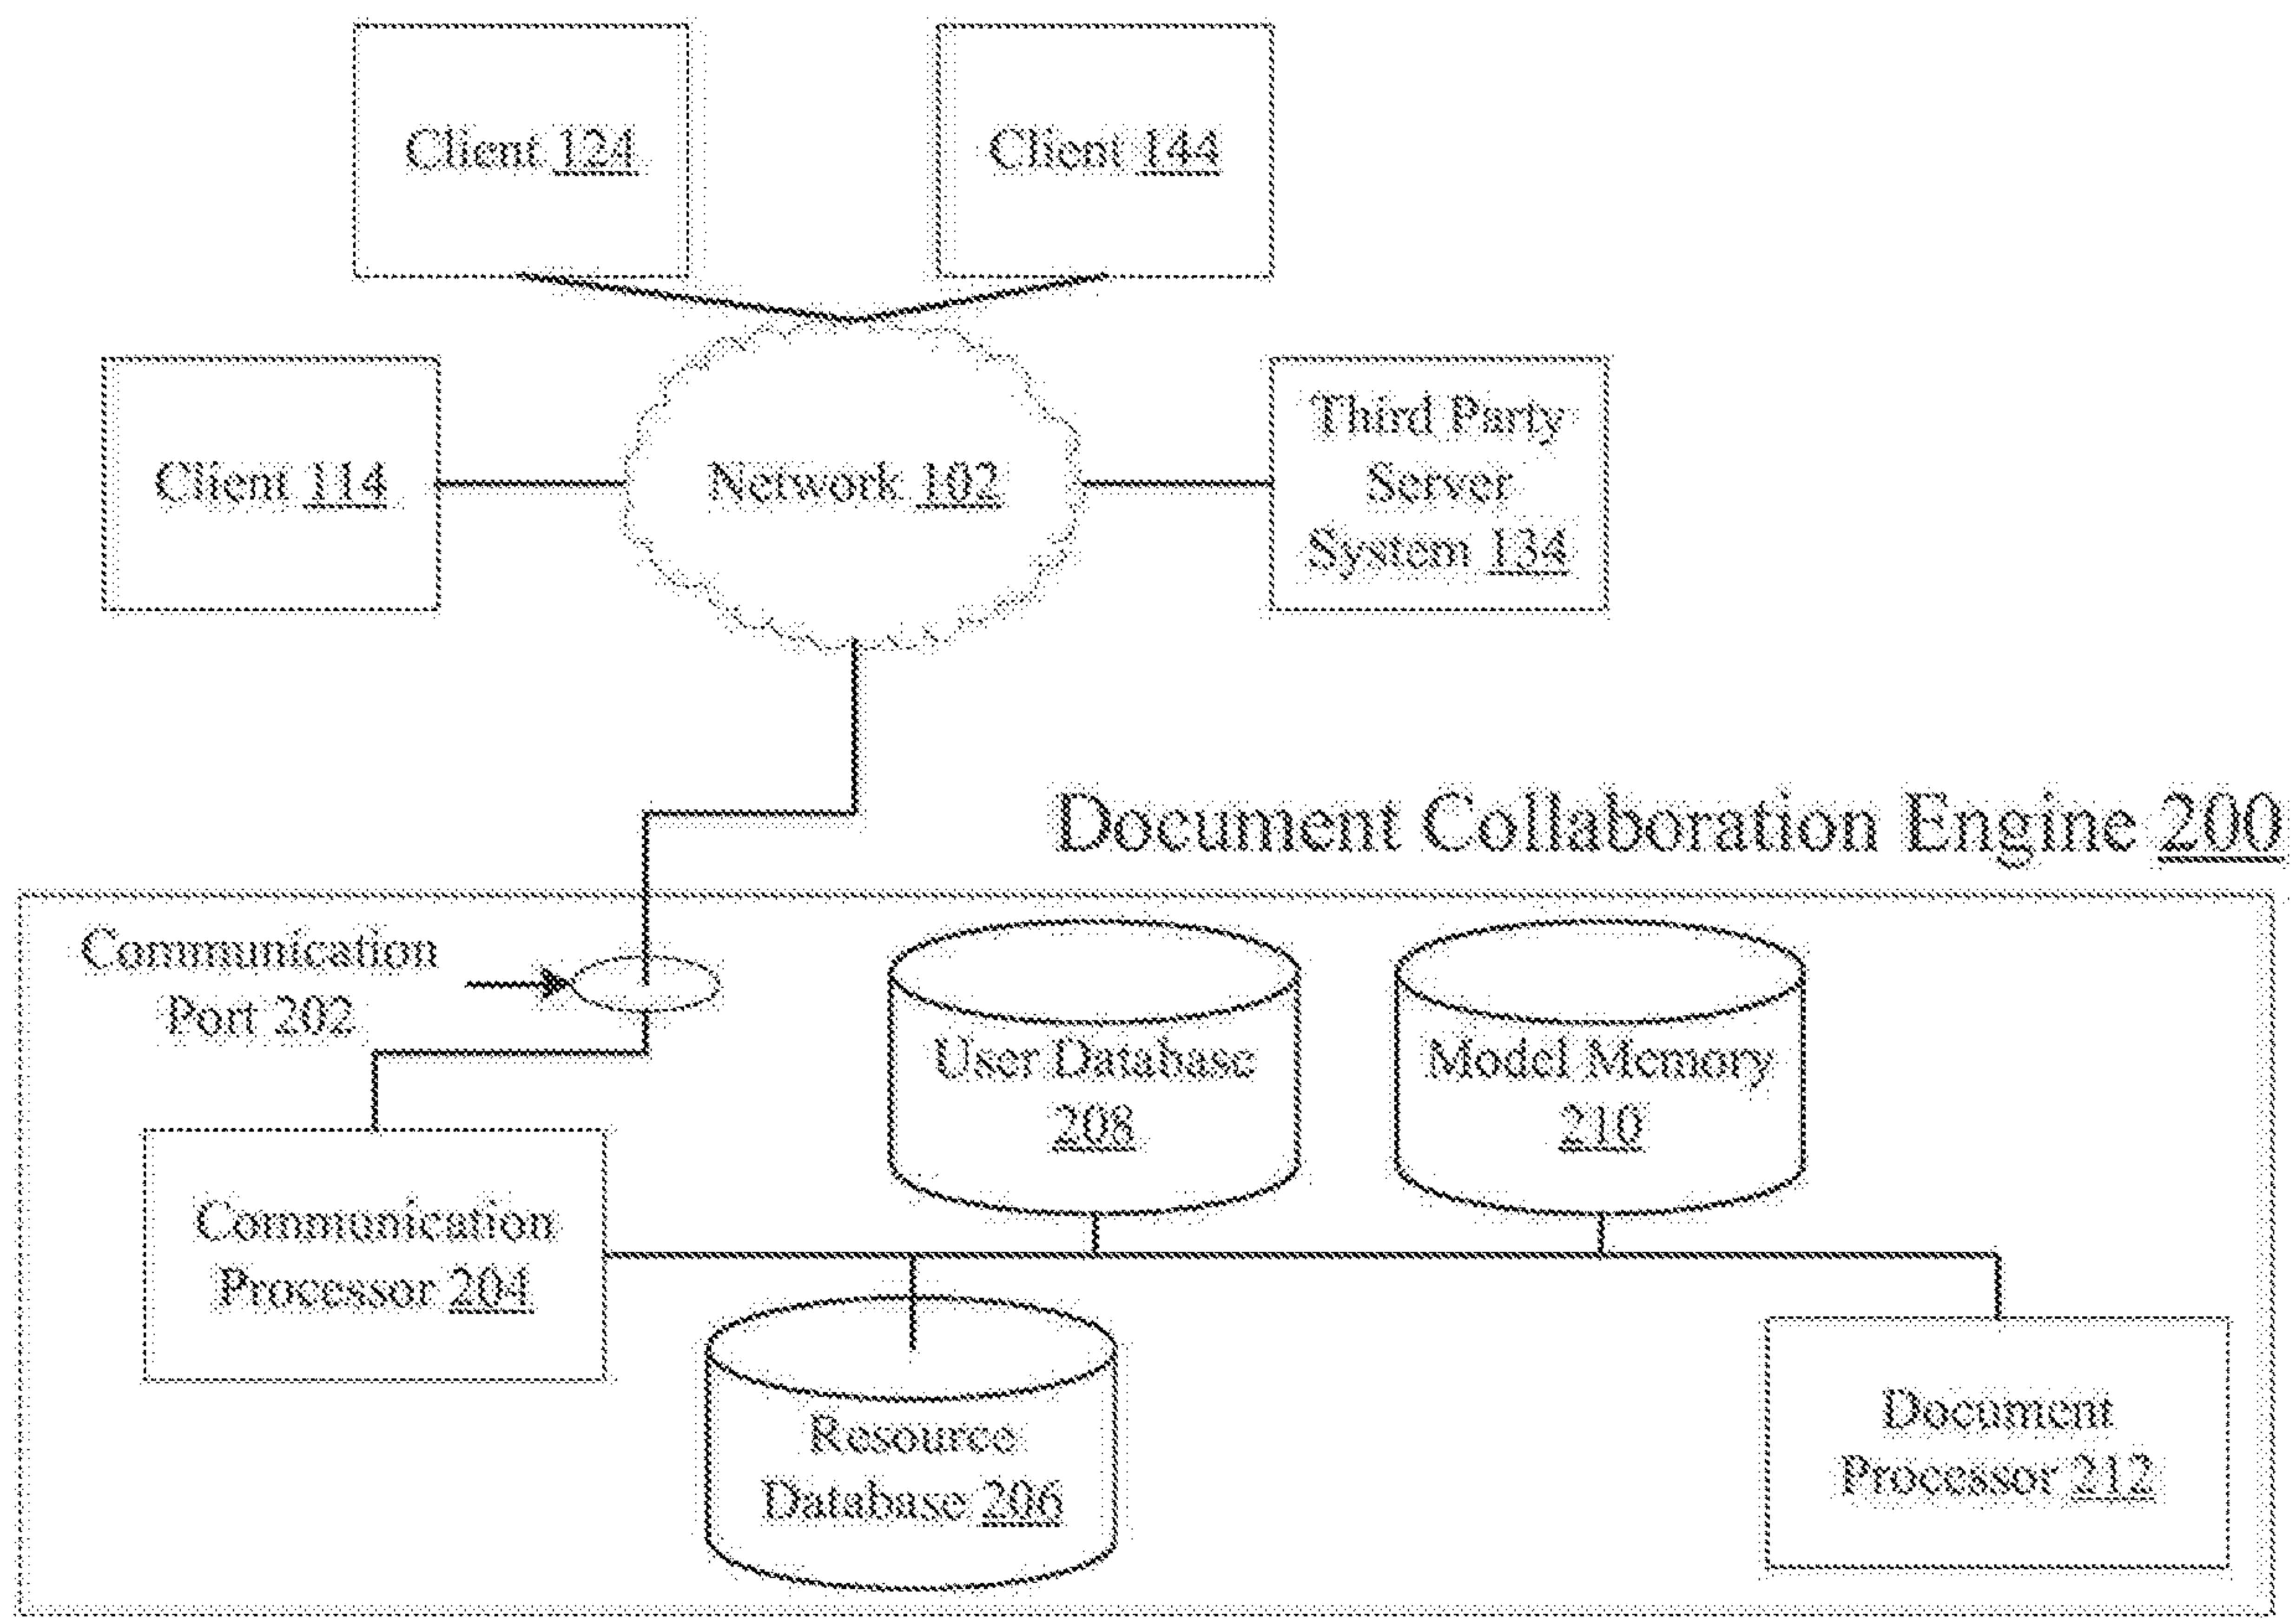 Client 124
Client 144
Client 114
Network 102
Third Party
Server
System 134
Document Collaboration Engine 200
Communication
Port 202
User Database
208
Model Memory
210
Communication
Processor 204
Resource
Database 206
Document
Processor 212